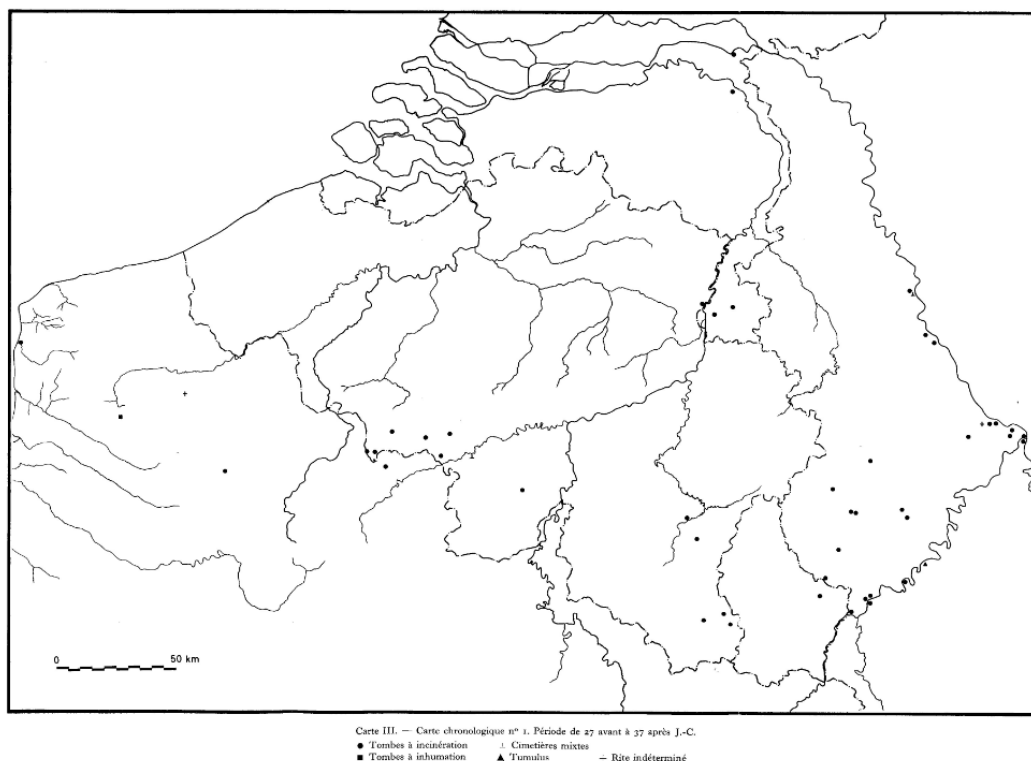 0 50 km
Carte III. — Carte chronologique nº 1. Période de 27 avant à 37 après J.-C.
● Tombes à incinération ⊥ Cimetières mixtes
■ Tombes à inhumation ▲ Tumulus + Rite indéterminé